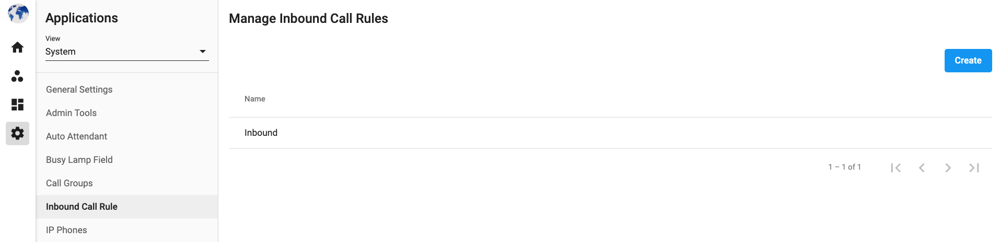 Applications
View
System
General Settings
Admin Tools
Auto Attendant
Busy Lamp Field
Call Groups
Inbound Call Rule
IP Phones
Manage Inbound Call Rules
Create
Name
Inbound
1 – 1 of 1